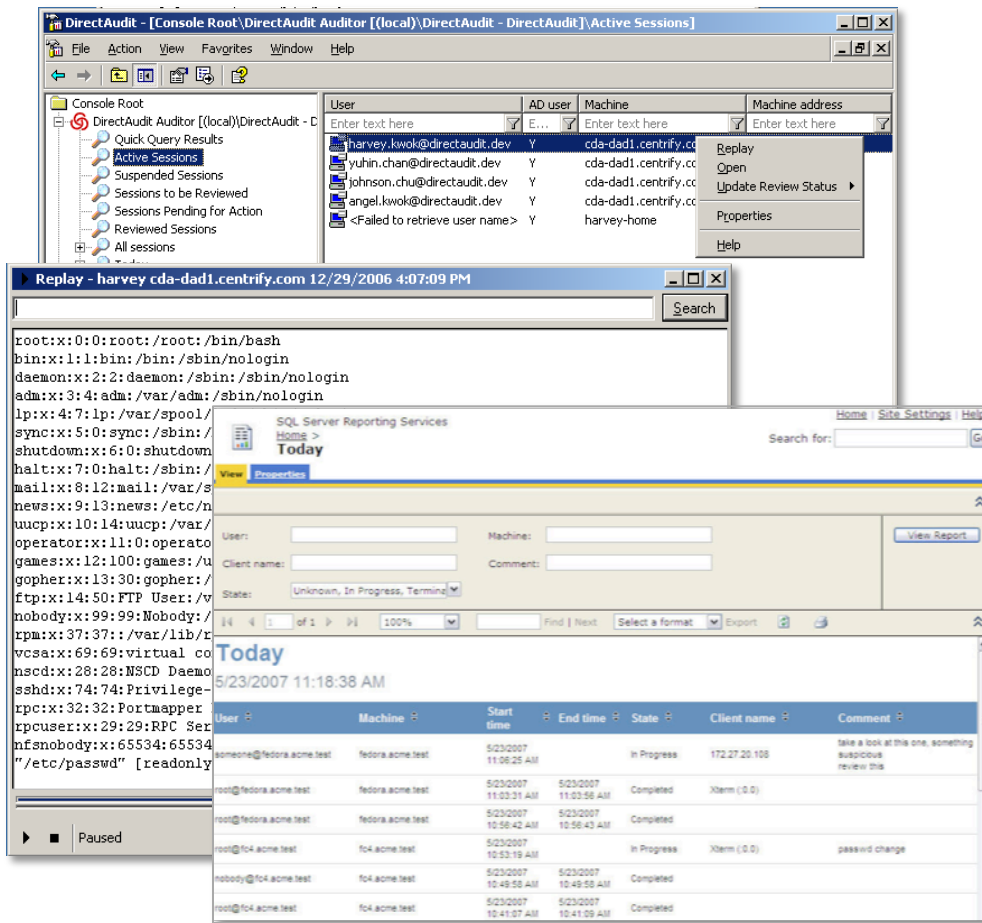 DirectAudit - [Console Root\DirectAudit Auditor [(local)\DirectAudit - DirectAudit]\Active Sessions]
File Action View Favorites Window Help
Console Root
DirectAudit Auditor [(local)\DirectAudit - D
Quick Query Results
Active Sessions
Suspended Sessions
Sessions to be Reviewed
Sessions Pending for Action
Reviewed Sessions
All sessions
User AD user Machine Machine address
Enter text here E... Enter text here Enter text here
harvey.kwok@directaudit.dev Y cda-dad1.centrify.co
yuhin.chan@directaudit.dev Y cda-dad1.centrify.cc
johnson.chu@directaudit.dev Y cda-dad1.centrify.cc
angel.kwok@directaudit.dev Y cda-dad1.centrify.cc
<Failed to retrieve user name> Y harvey-home
Replay
Open
Update Review Status
Properties
Help
Replay - harvey cda-dad1.centrify.com 12/29/2006 4:07:09 PM
Search
root:x:0:0:root:/root:/bin/bash
bin:x:1:1:bin:/bin:/sbin/nologin
daemon:x:2:2:daemon:/sbin:/sbin/nologin
adm:x:3:4:adm:/var/adm:/sbin/nologin
lp:x:4:7:lp:/var/spool/
sync:x:5:0:sync:/sbin:/
shutdown:x:6:0:shutdown
halt:x:7:0:halt:/sbin:/
mail:x:8:12:mail:/var/s
news:x:9:13:news:/etc/n
uucp:x:10:14:uucp:/var/
operator:x:11:0:operato
games:x:12:100:games:/u
gopher:x:13:30:gopher:/
ftp:x:14:50:FTP User:/v
nobody:x:99:99:Nobody:/
rpm:x:37:37::/var/lib/r
vcsa:x:69:69:virtual co
nscd:x:28:28:NSCD Daemo
sshd:x:74:74:Privilege-
rpc:x:32:32:Portmapper
rpcuser:x:29:29:RPC Ser
nfsnobody:x:65534:65534
"/etc/passwd" [readonly
Paused
SQL Server Reporting Services
Home >
Today
Home | Site Settings | Help
Search for: G
View Properties
User: Machine:
Client name: Comment:
State: Unknown, In Progress, Termina
View Report
1 of 1 100% Find | Next Select a format Export
Today
5/23/2007 11:18:38 AM
User Machine Start time End time State Client name Comment
someone@fedora.acme.test fedora.acme.test 5/23/2007 11:06:25 AM In Progress 172.27.20.108 take a look at this one, something suspicious review this
root@fedora.acme.test fedora.acme.test 5/23/2007 11:03:31 AM 5/23/2007 11:03:56 AM Completed Xterm (:0.0)
root@fedora.acme.test fedora.acme.test 5/23/2007 10:56:42 AM 5/23/2007 10:56:43 AM Completed
root@fc4.acme.test fc4.acme.test 5/23/2007 10:53:19 AM In Progress Xterm (:0.0) passwd change
nobody@fc4.acme.test fc4.acme.test 5/23/2007 10:49:58 AM 5/23/2007 10:49:58 AM Completed
root@fc4.acme.test fc4.acme.test 5/23/2007 10:41:07 AM 5/23/2007 10:41:09 AM Completed